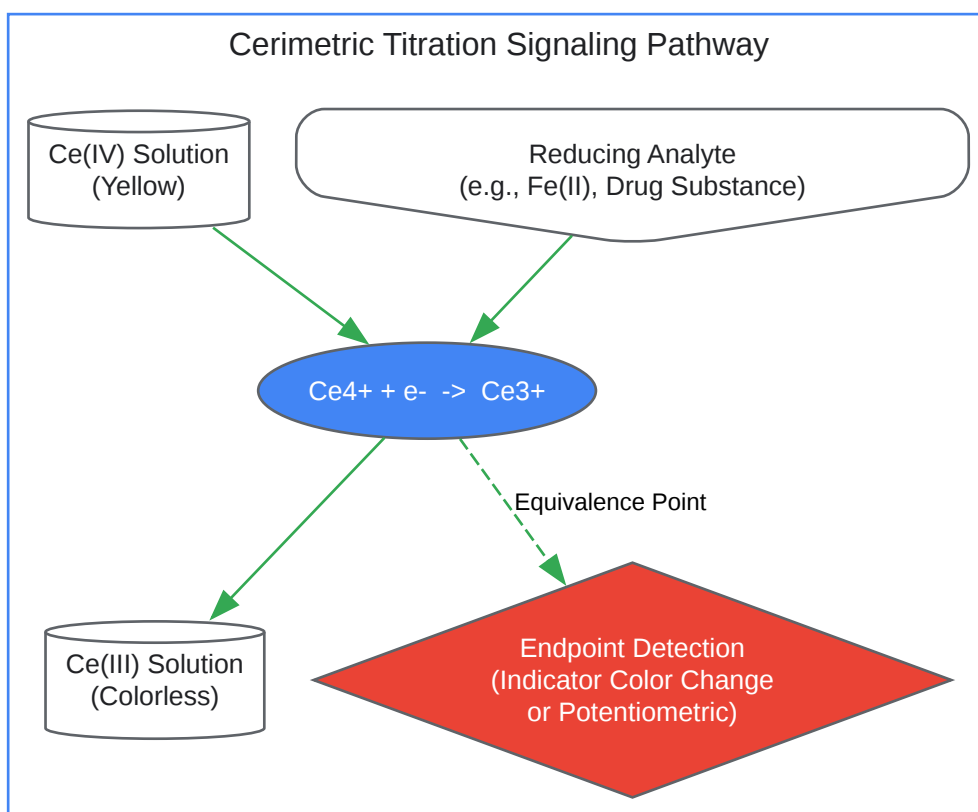 Cerimetric Titration Signaling Pathway
Ce(IV) Solution
(Yellow)
Reducing Analyte
(e.g., Fe(II), Drug Substance)
Ce4+ + e-  ->  Ce3+
Equivalence Point
Ce(III) Solution
(Colorless)
Endpoint Detection
(Indicator Color Change
or Potentiometric)